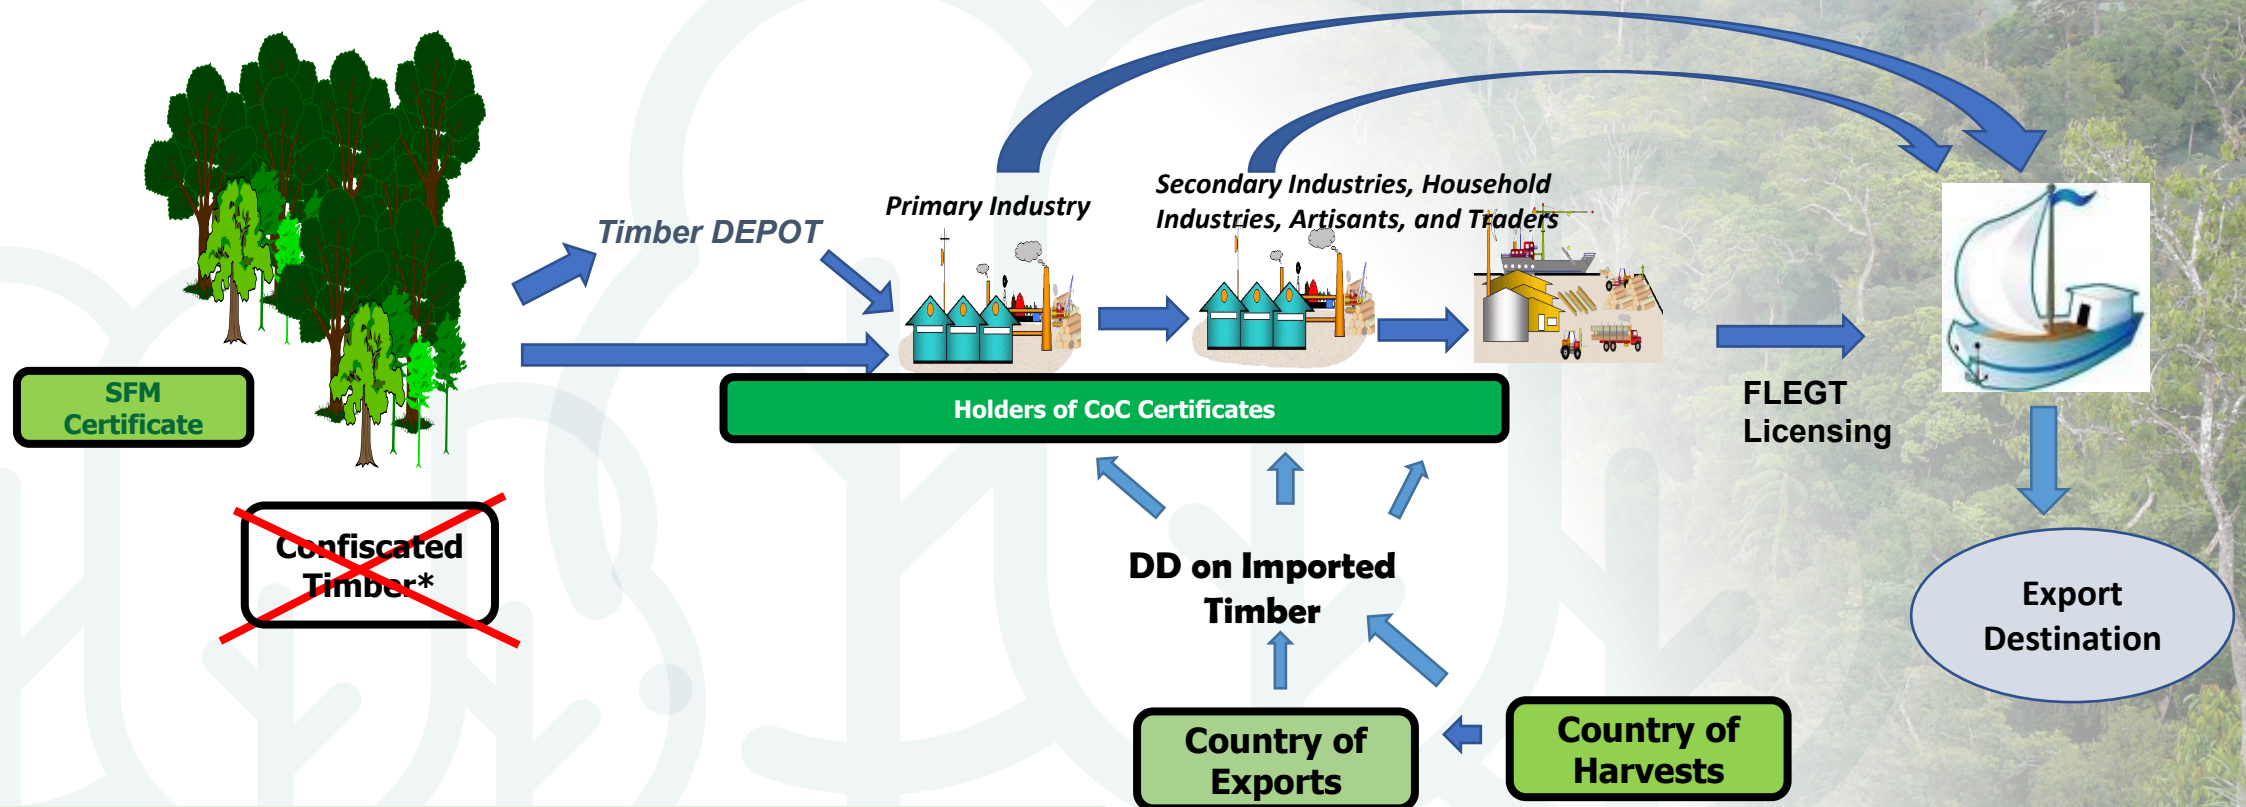 Timber DEPOT
Primary Industry
Secondary Industries, Household
Industries, Artisants, and Traders
SFM
Certificate
Holders of CoC Certificates
FLEGT
Licensing
Confiscated
Timber*
DD on Imported
Timber
Export
Destination
Country of
Exports
Country of
Harvests